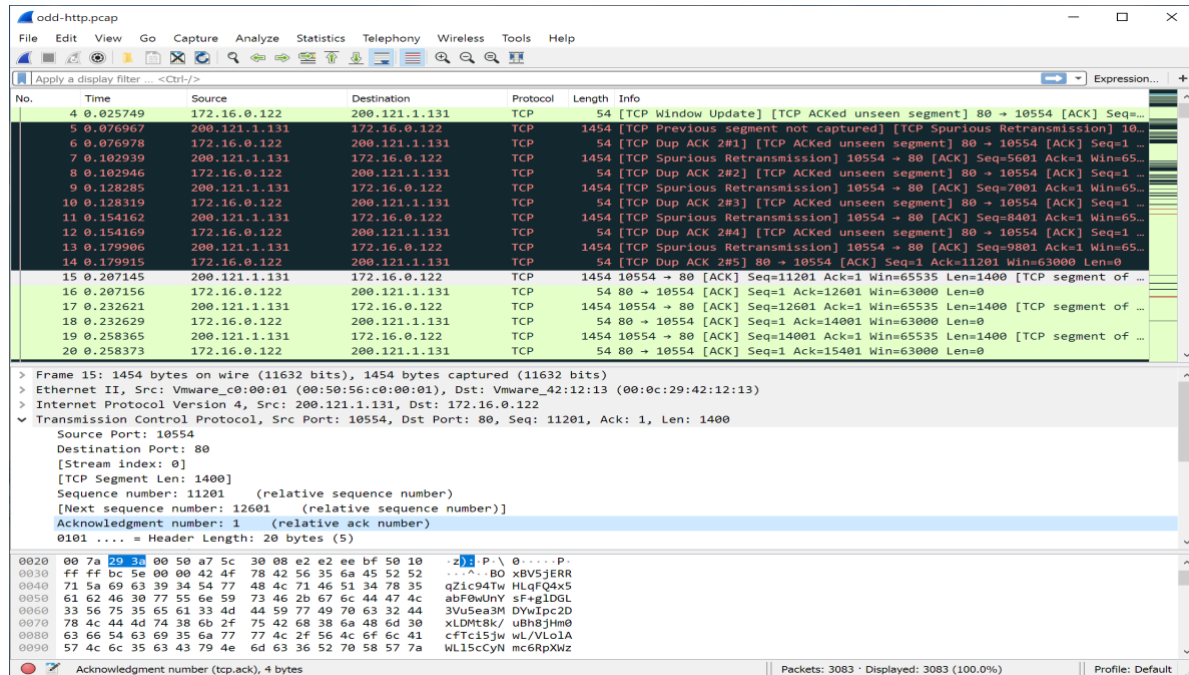 odd-http.pcap
File Edit View Go Capture Analyze Statistics Telephony Wireless Tools Help
Apply a display filter ... <Ctrl-/> Expression... +
No. Time Source Destination Protocol Length Info
4 0.025749 172.16.0.122 200.121.1.131 TCP 54 [TCP Window Update] [TCP ACKed unseen segment] 80 → 10554 [ACK] Seq=…
5 0.076967 200.121.1.131 172.16.0.122 TCP 1454 [TCP Previous segment not captured] [TCP Spurious Retransmission] 10…
6 0.076978 172.16.0.122 200.121.1.131 TCP 54 [TCP Dup ACK 2#1] [TCP ACKed unseen segment] 80 → 10554 [ACK] Seq=1 …
7 0.102939 200.121.1.131 172.16.0.122 TCP 1454 [TCP Spurious Retransmission] 10554 → 80 [ACK] Seq=5601 Ack=1 Win=65…
8 0.102946 172.16.0.122 200.121.1.131 TCP 54 [TCP Dup ACK 2#2] [TCP ACKed unseen segment] 80 → 10554 [ACK] Seq=1 …
9 0.128285 200.121.1.131 172.16.0.122 TCP 1454 [TCP Spurious Retransmission] 10554 → 80 [ACK] Seq=7001 Ack=1 Win=65…
10 0.128319 172.16.0.122 200.121.1.131 TCP 54 [TCP Dup ACK 2#3] [TCP ACKed unseen segment] 80 → 10554 [ACK] Seq=1 …
11 0.154162 200.121.1.131 172.16.0.122 TCP 1454 [TCP Spurious Retransmission] 10554 → 80 [ACK] Seq=8401 Ack=1 Win=65…
12 0.154169 172.16.0.122 200.121.1.131 TCP 54 [TCP Dup ACK 2#4] [TCP ACKed unseen segment] 80 → 10554 [ACK] Seq=1 …
13 0.179906 200.121.1.131 172.16.0.122 TCP 1454 [TCP Spurious Retransmission] 10554 → 80 [ACK] Seq=9801 Ack=1 Win=65…
14 0.179915 172.16.0.122 200.121.1.131 TCP 54 [TCP Dup ACK 2#5] 80 → 10554 [ACK] Seq=1 Ack=11201 Win=63000 Len=0
15 0.207145 200.121.1.131 172.16.0.122 TCP 1454 10554 → 80 [ACK] Seq=11201 Ack=1 Win=65535 Len=1400 [TCP segment of …
16 0.207156 172.16.0.122 200.121.1.131 TCP 54 80 → 10554 [ACK] Seq=1 Ack=12601 Win=63000 Len=0
17 0.232621 200.121.1.131 172.16.0.122 TCP 1454 10554 → 80 [ACK] Seq=12601 Ack=1 Win=65535 Len=1400 [TCP segment of …
18 0.232629 172.16.0.122 200.121.1.131 TCP 54 80 → 10554 [ACK] Seq=1 Ack=14001 Win=63000 Len=0
19 0.258365 200.121.1.131 172.16.0.122 TCP 1454 10554 → 80 [ACK] Seq=14001 Ack=1 Win=65535 Len=1400 [TCP segment of …
20 0.258373 172.16.0.122 200.121.1.131 TCP 54 80 → 10554 [ACK] Seq=1 Ack=15401 Win=63000 Len=0
Frame 15: 1454 bytes on wire (11632 bits), 1454 bytes captured (11632 bits)
Ethernet II, Src: Vmware_c0:00:01 (00:50:56:c0:00:01), Dst: Vmware_42:12:13 (00:0c:29:42:12:13)
Internet Protocol Version 4, Src: 200.121.1.131, Dst: 172.16.0.122
Transmission Control Protocol, Src Port: 10554, Dst Port: 80, Seq: 11201, Ack: 1, Len: 1400
Source Port: 10554
Destination Port: 80
[Stream index: 0]
[TCP Segment Len: 1400]
Sequence number: 11201 (relative sequence number)
[Next sequence number: 12601 (relative sequence number)]
Acknowledgment number: 1 (relative ack number)
0101 .... = Header Length: 20 bytes (5)
0020 00 7a 29 3a 00 50 a7 5c 30 08 e2 e2 ee bf 50 10 ·z):·P·\ 0·····P·
0030 ff ff bc 5e 00 00 42 4f 78 42 56 35 6a 45 52 52 ···^··BO xBV5jERR
0040 71 5a 69 63 39 34 54 77 48 4c 71 46 51 34 78 35 qZic94Tw HLqFQ4x5
0050 61 62 46 30 77 55 6e 59 73 46 2b 67 6c 44 47 4c abF0wUnY sF+glDGL
0060 33 56 75 35 65 61 33 4d 44 59 77 49 70 63 32 44 3Vu5ea3M DYwIpc2D
0070 78 4c 44 4d 74 38 6b 2f 75 42 68 38 6a 48 6d 30 xLDMt8k/ uBh8jHm0
0080 63 66 54 63 69 35 6a 77 77 4c 2f 56 4c 6f 6c 41 cfTci5jw wL/VLolA
0090 57 4c 6c 35 63 43 79 4e 6d 63 36 52 70 58 57 7a WLl5cCyN mc6RpXWz
Acknowledgment number (tcp.ack), 4 bytes Packets: 3083 · Displayed: 3083 (100.0%) Profile: Default